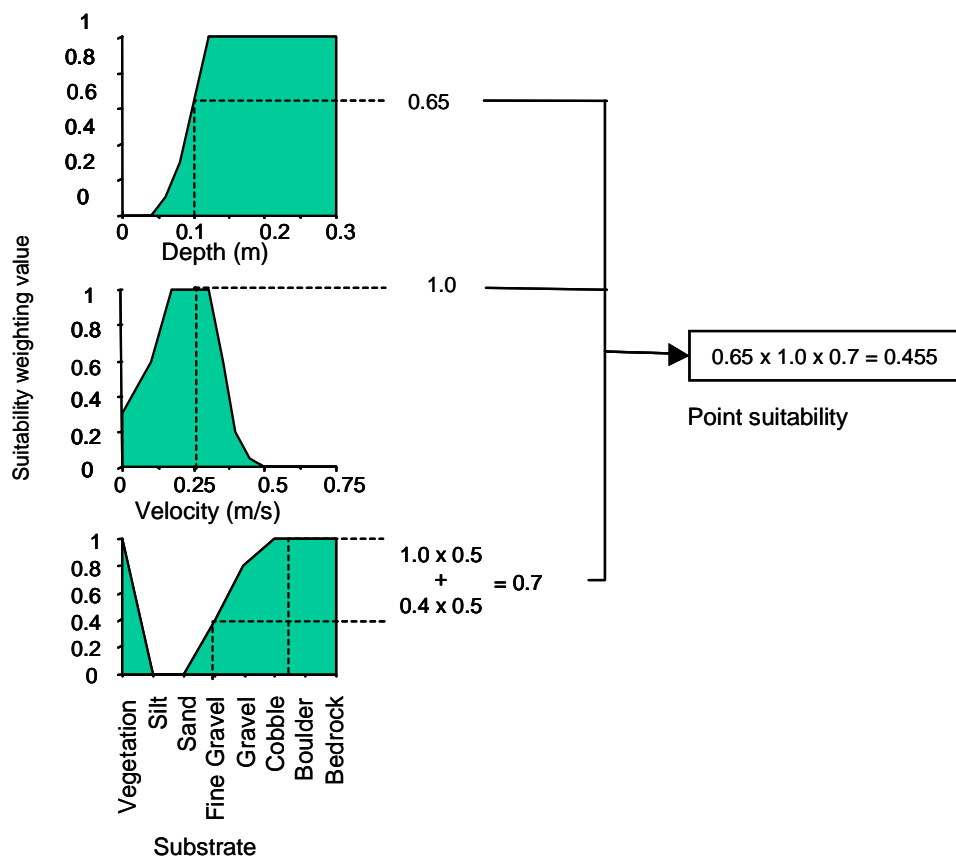 Suitability weighting value
1
0.8
0.6
0.4
0.2
0
0 0.1 0.2 0.3
Depth (m)
0.65
1
0.8
0.6
0.4
0.2
0
0 0.25 0.5 0.75
Velocity (m/s)
1.0
1
0.8
0.6
0.4
0.2
0
Vegetation
Silt
Sand
Fine Gravel
Gravel
Cobble
Boulder
Bedrock
Substrate
1.0 x 0.5
+
= 0.7
0.4 x 0.5
0.65 x 1.0 x 0.7 = 0.455
Point suitability